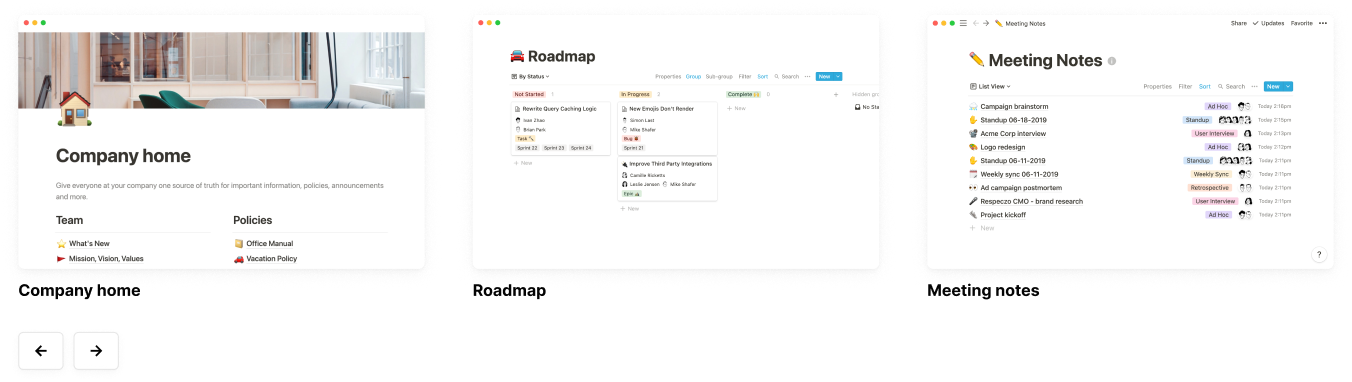 Company home
Give everyone at your company one source of truth for important information, policies, announcements
and more.
Team
What's New
Mission, Vision, Values
Policies
Office Manual
Vacation Policy
Company home
Roadmap
By Status
Properties Group Sub-group Filter Sort Search ··· New
Not Started 1
Rewrite Query Caching Logic
Ivan Zhao
Brian Park
Task
Sprint 22 Sprint 23 Sprint 24
+ New
In Progress 2
New Emojis Don't Render
Simon Last
Mike Shafer
Bug
Sprint 21
Improve Third Party Integrations
Camille Ricketts
Leslie Jensen Mike Shafer
Epic
+ New
Complete 0
+ New
+
Hidden gro
No Sta
Roadmap
Meeting Notes
Share Updates Favorite ···
Meeting Notes
List View
Properties Filter Sort Search ··· New
Campaign brainstorm Ad Hoc Today 2:16pm
Standup 06-18-2019 Standup Today 2:15pm
Acme Corp interview User Interview Today 2:13pm
Logo redesign Ad Hoc Today 2:12pm
Standup 06-11-2019 Standup Today 2:11pm
Weekly sync 06-11-2019 Weekly Sync Today 2:11pm
Ad campaign postmortem Retrospective Today 2:11pm
Respeczo CMO - brand research User Interview Today 2:11pm
Project kickoff Ad Hoc Today 2:11pm
+ New
?
Meeting notes